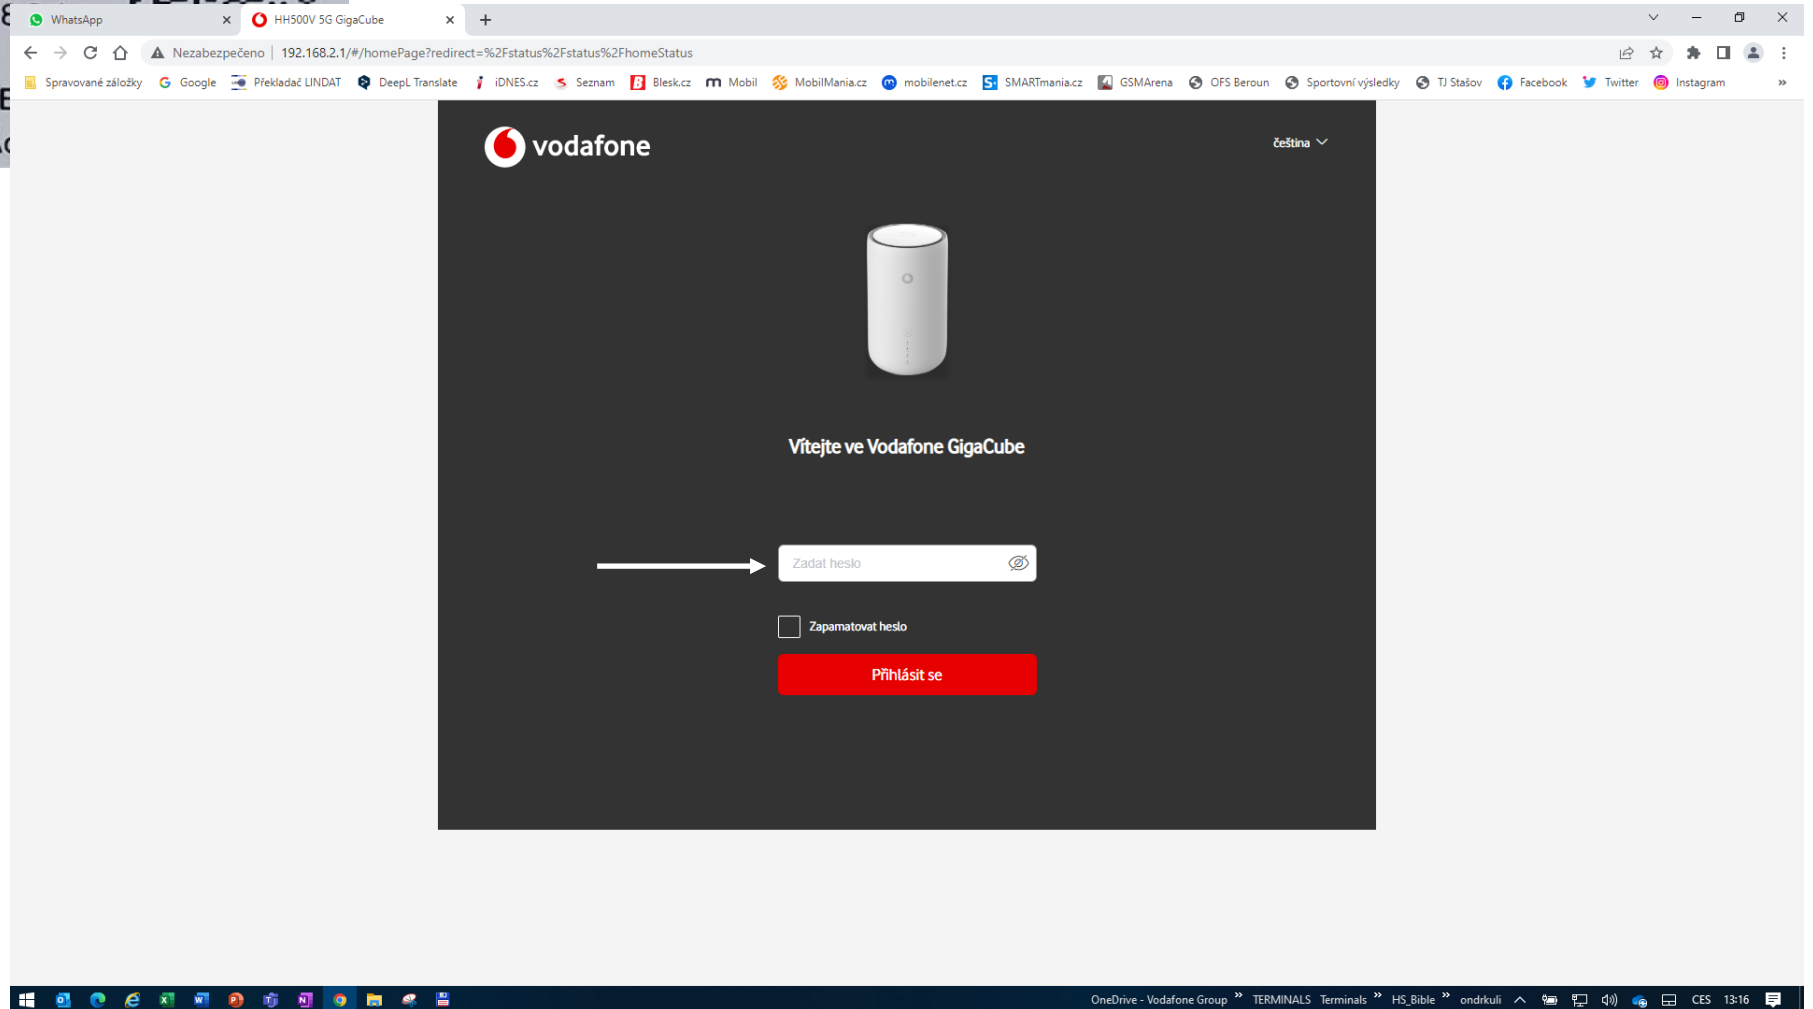 WhatsApp
HH500V 5G GigaCube
Nezabezpečeno
192.168.2.1/#/homePage?redirect=%2Fstatus%2Fstatus%2FhomeStatus
Spravované záložky Google Překladač LINDAT DeepL Translate iDNES.cz Seznam Blesk.cz Mobil MobilMania.cz mobilenet.cz SMARTmania.cz GSMArena OFS Beroun Sportovní výsledky TJ Stašov Facebook Twitter Instagram »
vodafone
čeština
Vítejte ve Vodafone GigaCube
Zadat heslo
Zapamatovat heslo
Přihlásit se
OneDrive - Vodafone Group » TERMINALS Terminals » HS_Bible » ondrkuli CES 13:16